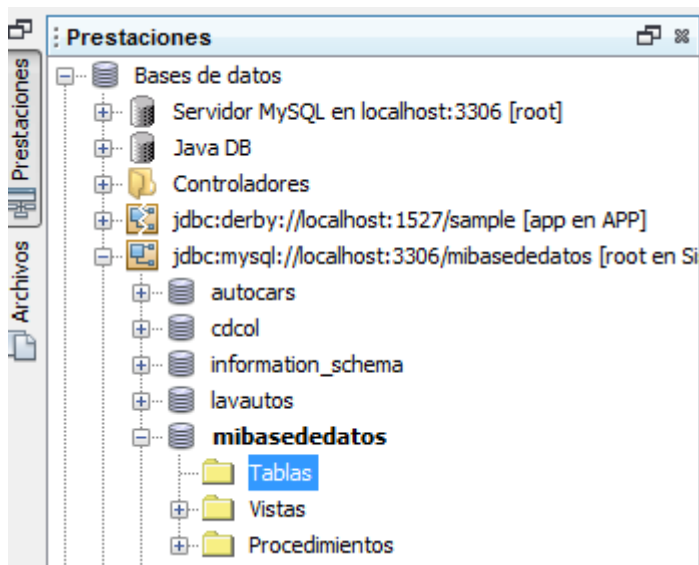 Prestaciones
Bases de datos
Servidor MySQL en localhost:3306 [root]
Java DB
Controladores
jdbc:derby://localhost:1527/sample [app en APP]
jdbc:mysql://localhost:3306/mibasededatos [root en Si
autocars
cdcol
information_schema
lavautos
mibasededatos
Tablas
Vistas
Procedimientos
Prestaciones
Archivos